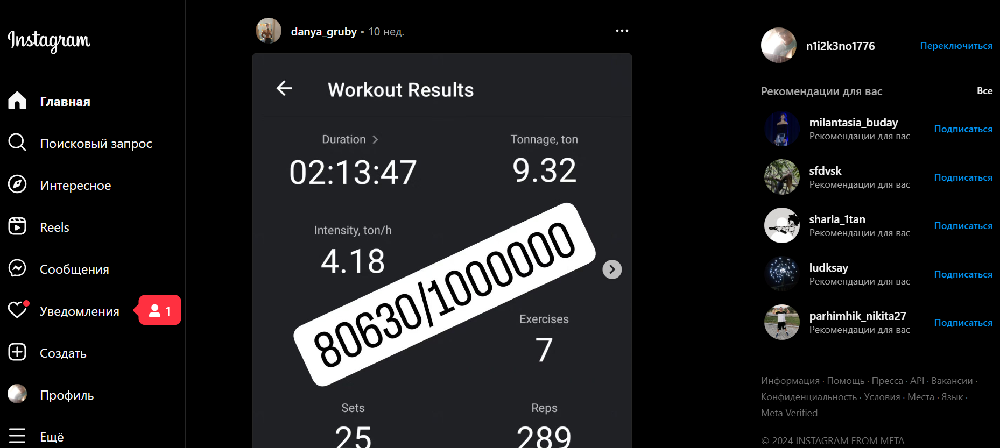 Instagram
Главная
Поисковый запрос
Интересное
Reels
Сообщения
Уведомления
1
Создать
Профиль
Ещё
danya_gruby • 10 нед.
Workout Results
Duration
Tonnage, ton
02:13:47
9.32
Intensity, ton/h
4.18
80630/1000000
Exercises
7
Sets
Reps
25
289
n1i2k3no1776
Переключиться
Рекомендации для вас
Все
milantasia_buday
Рекомендации для вас
Подписаться
sfdvsk
Рекомендации для вас
Подписаться
sharla_1tan
Рекомендации для вас
Подписаться
ludksay
Рекомендации для вас
Подписаться
parhimhik_nikita27
Рекомендации для вас
Подписаться
Информация · Помощь · Пресса · API · Вакансии ·
Конфиденциальность · Условия · Места · Язык ·
Meta Verified
© 2024 INSTAGRAM FROM META